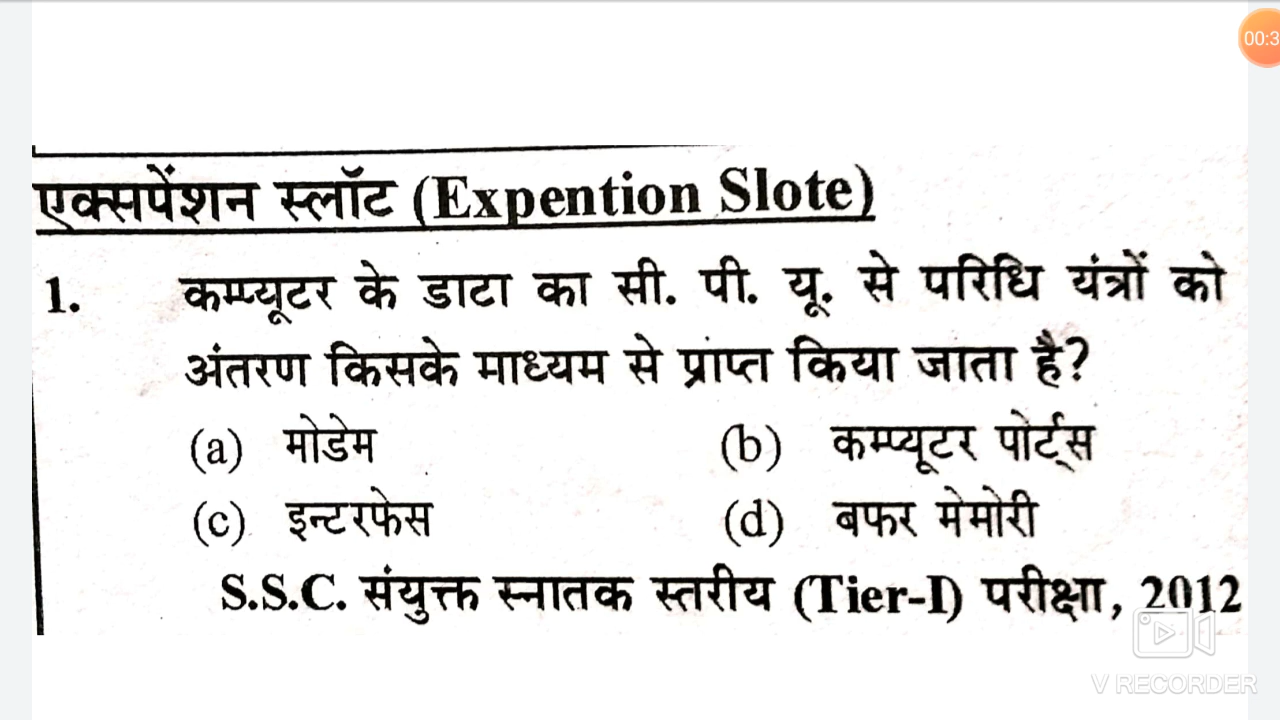 00:3
एक्सपेंशन स्लॉट (Expention Slote)
1. कम्प्यूटर के डाटा का सी. पी. यू. से परिधि यंत्रों को
अंतरण किसके माध्यम से प्राप्त किया जाता है?
(a) मोडेम (b) कम्प्यूटर पोर्ट्स
(c) इन्टरफेस (d) बफर मेमोरी
S.S.C. संयुक्त स्नातक स्तरीय (Tier-I) परीक्षा, 2012
V RECORDER